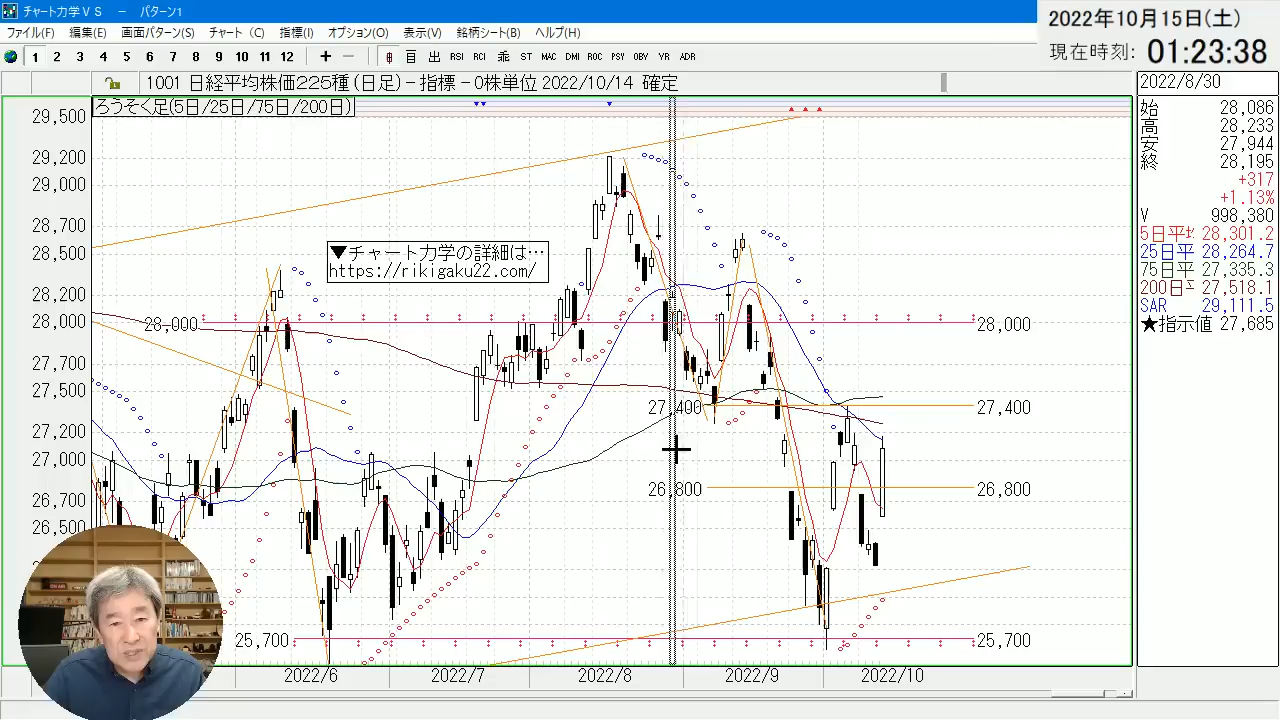 チャート力学ＶＳ － パターン1
2022年10月15日(土)
現在時刻: 01:23:38
ファイル(F) 編集(E) 画面パターン(S) チャート (C) 指標(I) オプション(O) 表示(V) 銘柄シート(B) ヘルプ(H)
1 2 3 4 5 6 7 8 9 10 11 12 + － 日 出 RSI RCI 乖 ST MAC DMI ROC PSY OBV YR ADR
1001 日経平均株価225種 (日足) − 指標 − 0株単位 2022/10/14 確定
2022/8/30
ろうそく足(5日/25日/75日/200日)
29,500
29,200
29,000
28,700
28,500
28,200
28,000
27,700
27,500
27,200
27,000
26,700
26,500
▼チャート力学の詳細は…
https://rikigaku22.com/
28,000 28,000
27,400 27,400
26,800 26,800
25,700 25,700
ON AIR
2022/6 2022/7 2022/8 2022/9 2022/10
始 28,086
高 28,233
安 27,944
終 28,195
+317
+1.13%
V 998,380
5日平均 28,301.2
25日平 28,264.7
75日平 27,335.3
200日平 27,518.1
SAR 29,111.5
★指示値 27,685